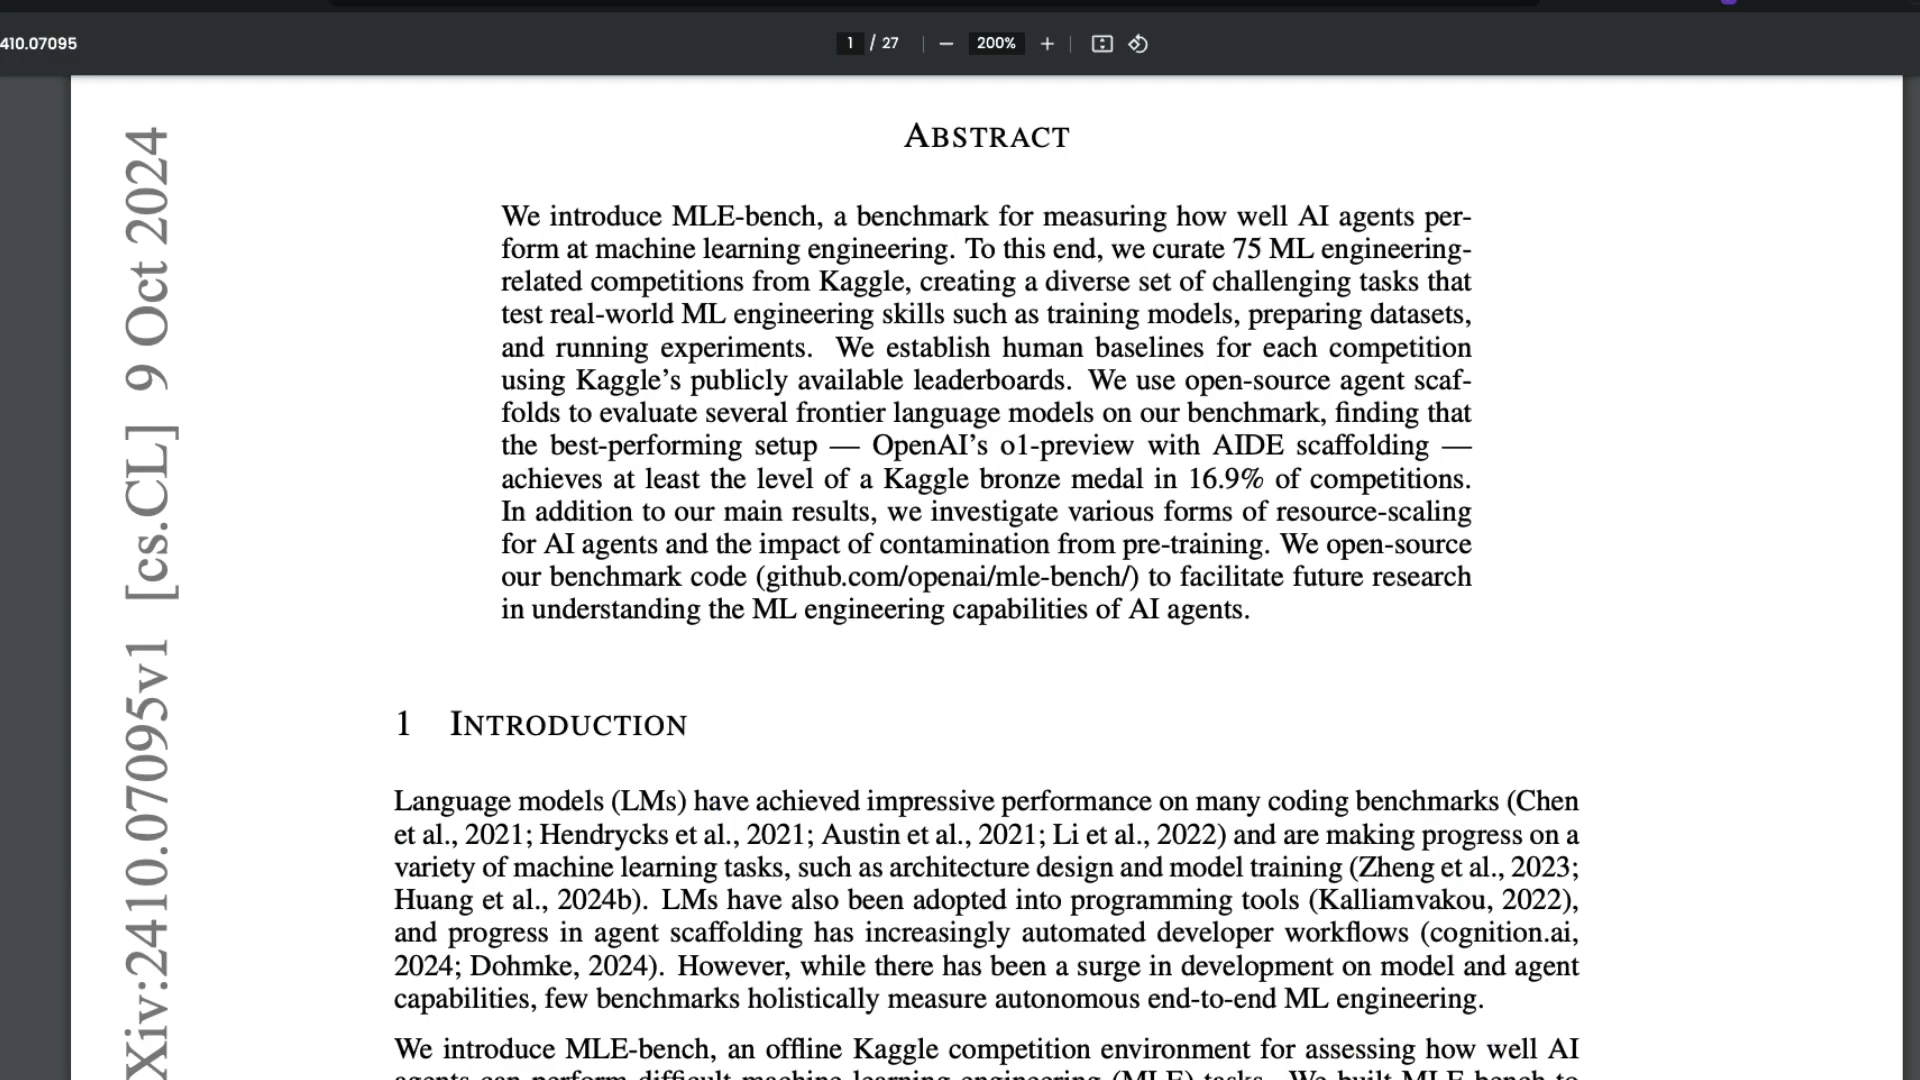 410.07095
1 / 27
200%
ABSTRACT
We introduce MLE-bench, a benchmark for measuring how well AI agents per-
form at machine learning engineering. To this end, we curate 75 ML engineering-
related competitions from Kaggle, creating a diverse set of challenging tasks that
test real-world ML engineering skills such as training models, preparing datasets,
and running experiments. We establish human baselines for each competition
using Kaggle’s publicly available leaderboards. We use open-source agent scaf-
folds to evaluate several frontier language models on our benchmark, finding that
the best-performing setup — OpenAI’s o1-preview with AIDE scaffolding —
achieves at least the level of a Kaggle bronze medal in 16.9% of competitions.
In addition to our main results, we investigate various forms of resource-scaling
for AI agents and the impact of contamination from pre-training. We open-source
our benchmark code (github.com/openai/mle-bench/) to facilitate future research
in understanding the ML engineering capabilities of AI agents.
1 INTRODUCTION
Language models (LMs) have achieved impressive performance on many coding benchmarks (Chen
et al., 2021; Hendrycks et al., 2021; Austin et al., 2021; Li et al., 2022) and are making progress on a
variety of machine learning tasks, such as architecture design and model training (Zheng et al., 2023;
Huang et al., 2024b). LMs have also been adopted into programming tools (Kalliamvakou, 2022),
and progress in agent scaffolding has increasingly automated developer workflows (cognition.ai,
2024; Dohmke, 2024). However, while there has been a surge in development on model and agent
capabilities, few benchmarks holistically measure autonomous end-to-end ML engineering.
We introduce MLE-bench, an offline Kaggle competition environment for assessing how well AI
agents can perform difficult machine learning engineering (MLE) tasks. We built MLE-bench to
Xiv:2410.07095v1 [cs.CL] 9 Oct 2024